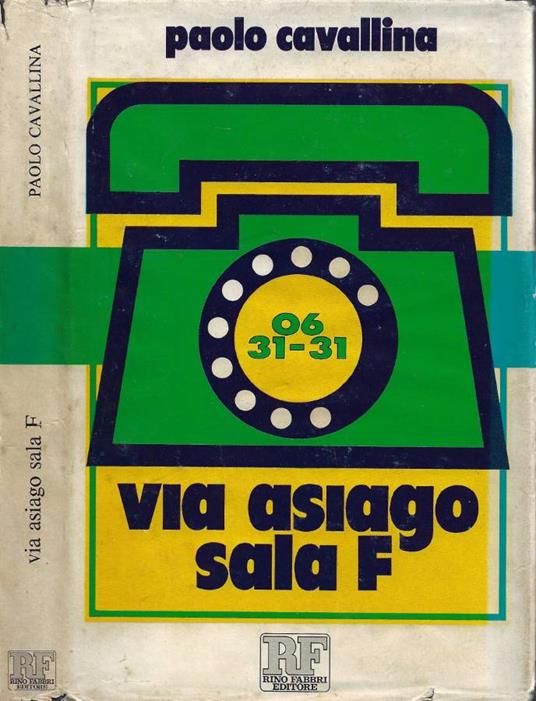 PAOLO CAVALLINA
via asiago sala F
RF
RINO FABBRI
EDITORE
paolo cavallina
06
31-31
via asiago
sala F
RF
RINO FABBRI
EDITORE